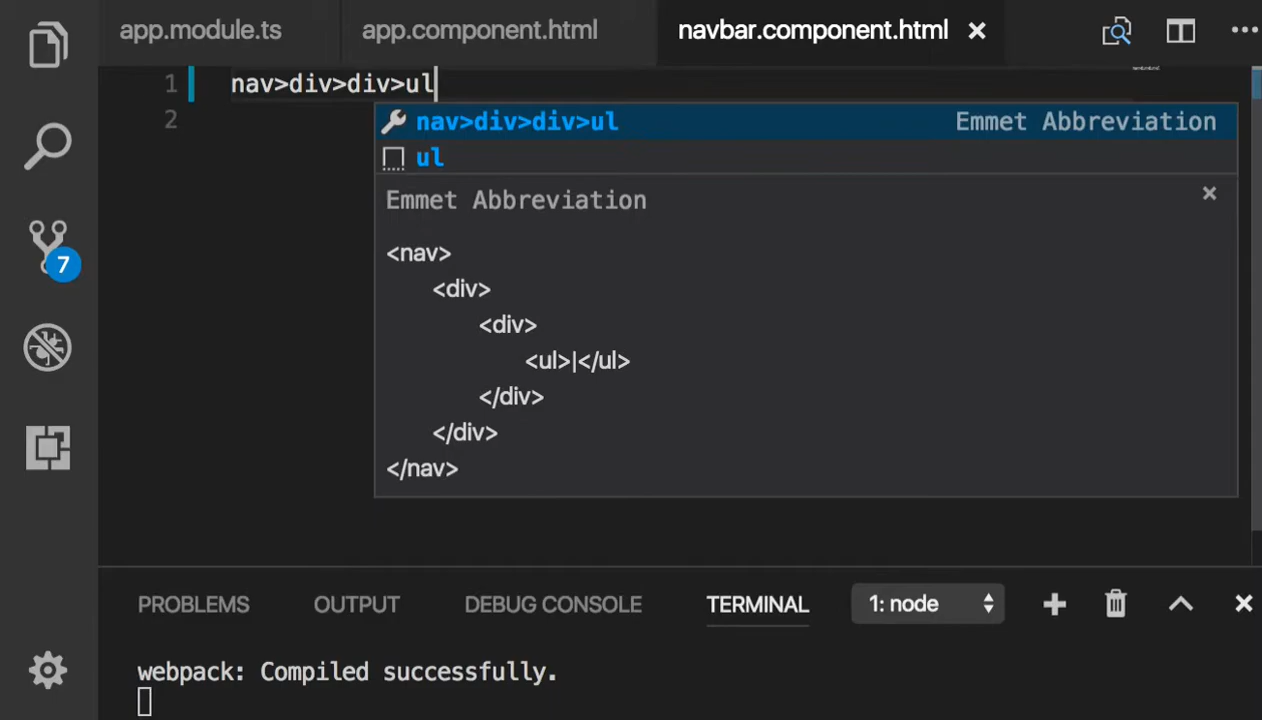 app.module.ts app.component.html navbar.component.html
1 nav>div>div>ul
2
nav>div>div>ul Emmet Abbreviation
ul
Emmet Abbreviation
<nav>
<div>
<div>
<ul>|</ul>
</div>
</div>
</nav>
7
PROBLEMS OUTPUT DEBUG CONSOLE TERMINAL 1: node
webpack: Compiled successfully.